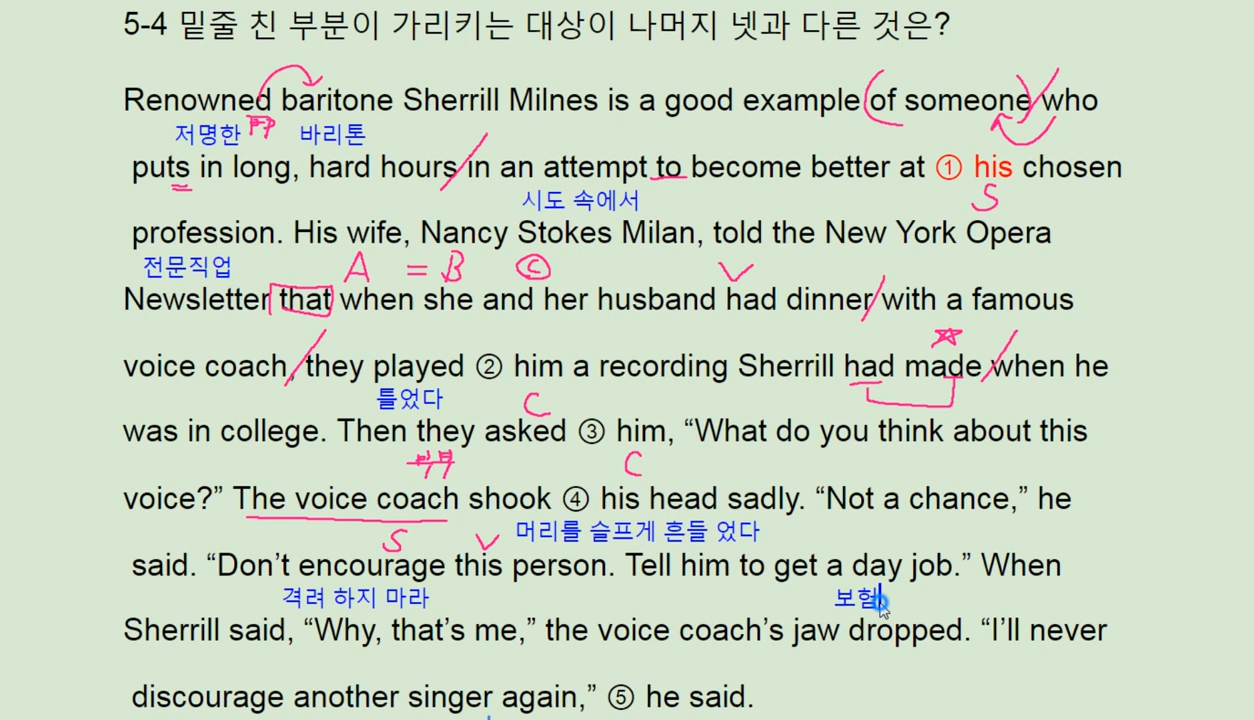 5-4 밑줄 친 부분이 가리키는 대상이 나머지 넷과 다른 것은?
Renowned baritone Sherrill Milnes is a good example of someone who
저명한 PP 바리톤
puts in long, hard hours in an attempt to become better at ① his chosen
시도 속에서 S
profession. His wife, Nancy Stokes Milan, told the New York Opera
전문직업 A = B ⓒ V
Newsletter that when she and her husband had dinner with a famous
voice coach, they played ② him a recording Sherrill had made when he
틀었다 C
was in college. Then they asked ③ him, “What do you think about this
C
voice?” The voice coach shook ④ his head sadly. “Not a chance,” he
S V 머리를 슬프게 흔들 었다
said. “Don’t encourage this person. Tell him to get a day job.” When
격려 하지 마라 보험
Sherrill said, “Why, that’s me,” the voice coach’s jaw dropped. “I’ll never
discourage another singer again,” ⑤ he said.